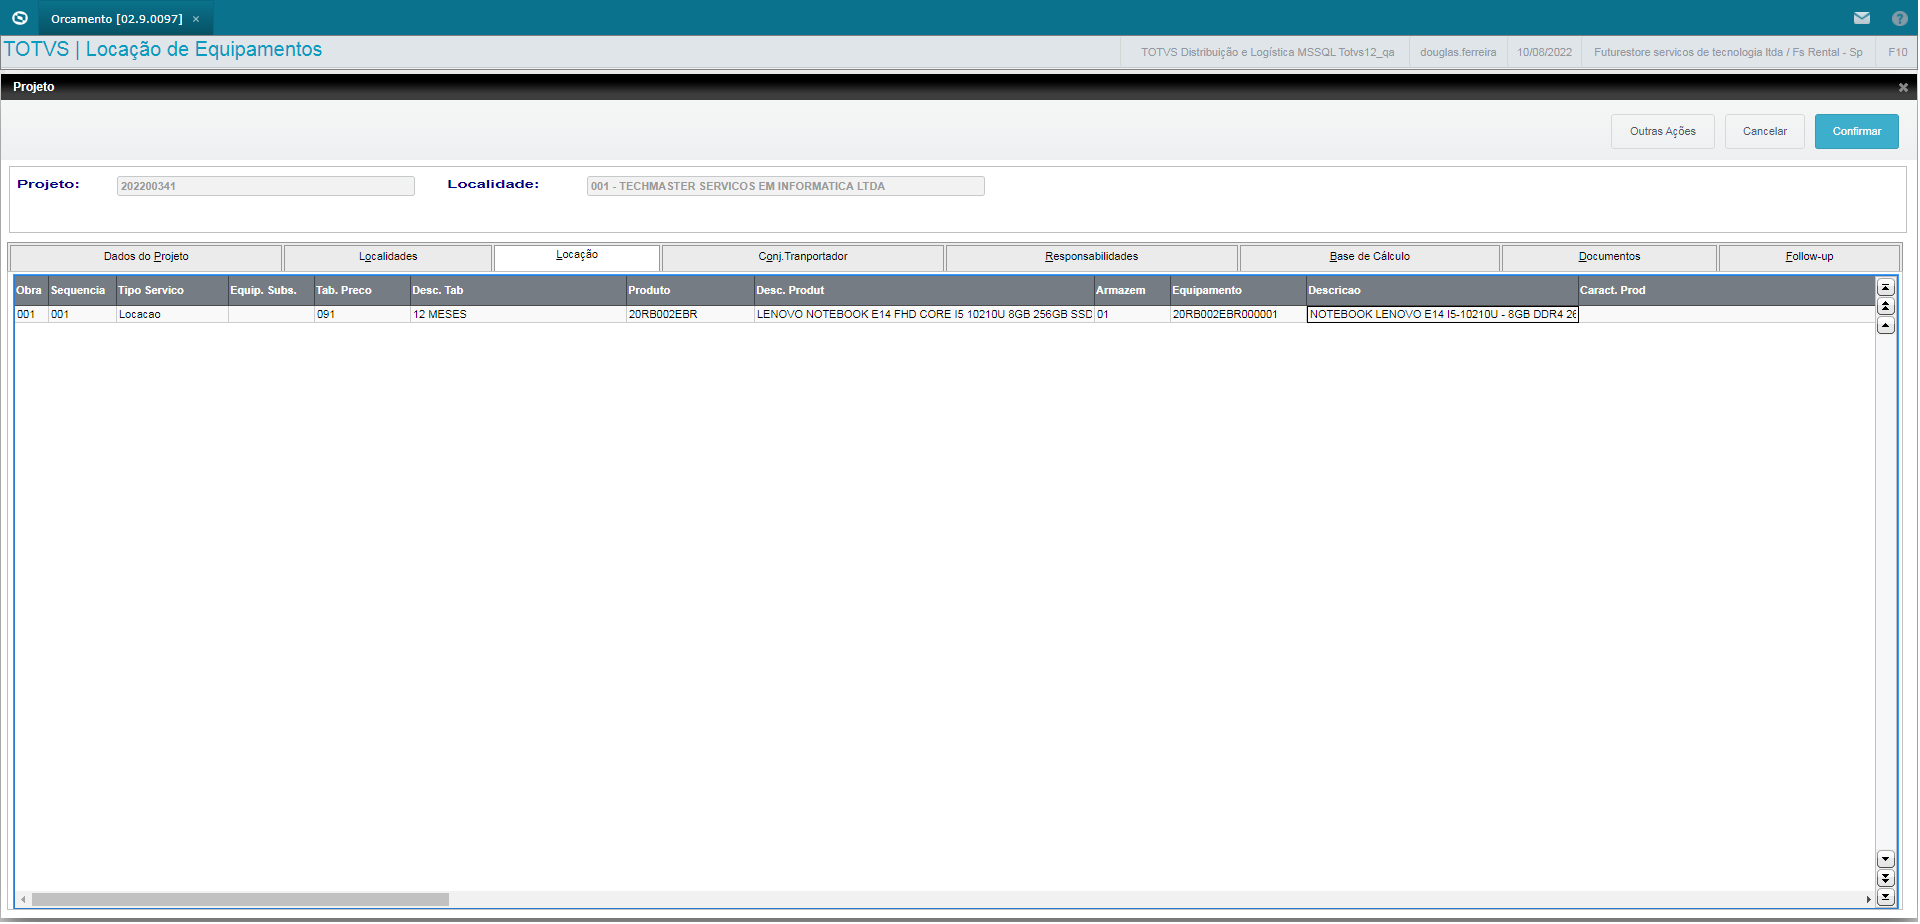 Orcamento [02.9.0097] ×
TOTVS | Locação de Equipamentos
TOTVS Distribuição e Logística MSSQL Totvs12_qa
douglas.ferreira
10/08/2022
Futurestore servicos de tecnologia ltda / Fs Rental - Sp
F10
Projeto
Outras Ações
Cancelar
Confirmar
Projeto: 202200341
Localidade: 001 - TECHMASTER SERVICOS EM INFORMATICA LTDA
Dados do Projeto
Localidades
Locação
Conj.Tranportador
Responsabilidades
Base de Cálculo
Documentos
Follow-up
Obra Sequencia Tipo Servico Equip. Subs. Tab. Preco Desc. Tab Produto Desc. Produt Armazem Equipamento Descricao Caract. Prod
001 001 Locacao 091 12 MESES 20RB002EBR LENOVO NOTEBOOK E14 FHD CORE I5 10210U 8GB 256GB SSD 01 20RB002EBR000001 NOTEBOOK LENOVO E14 I5-10210U - 8GB DDR4 26